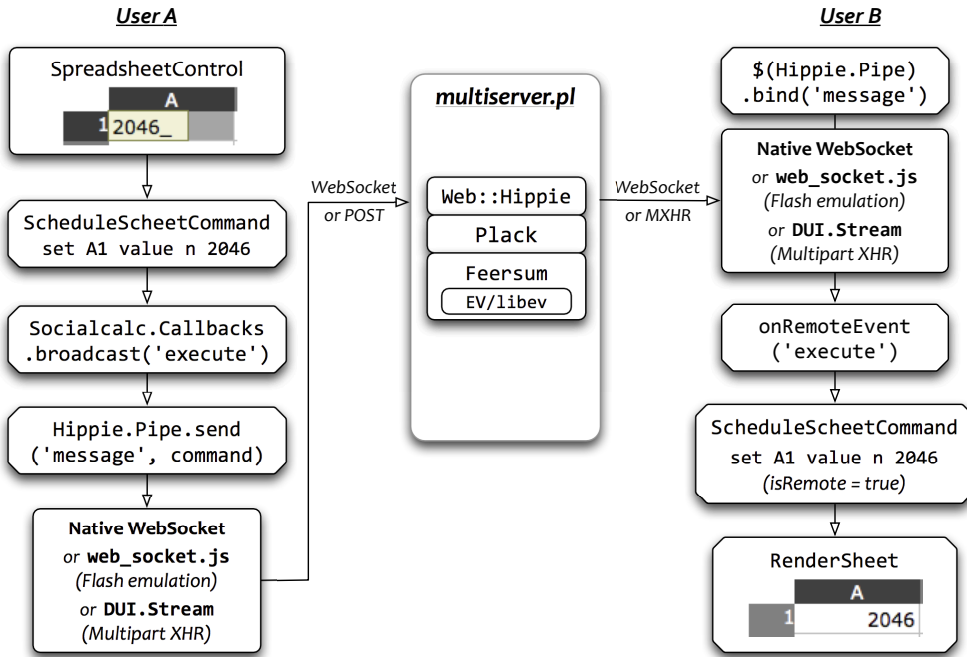 User A
SpreadsheetControl
A
1 2046_
ScheduleScheetCommand
set A1 value n 2046
Socialcalc.Callbacks
.broadcast('execute')
Hippie.Pipe.send
('message', command)
Native WebSocket
or web_socket.js
(Flash emulation)
or DUI.Stream
(Multipart XHR)
WebSocket
or POST
multiserver.pl
Web::Hippie
Plack
Feersum
EV/libev
WebSocket
or MXHR
User B
$(Hippie.Pipe)
.bind('message')
Native WebSocket
or web_socket.js
(Flash emulation)
or DUI.Stream
(Multipart XHR)
onRemoteEvent
('execute')
ScheduleScheetCommand
set A1 value n 2046
(isRemote = true)
RenderSheet
A
1 2046